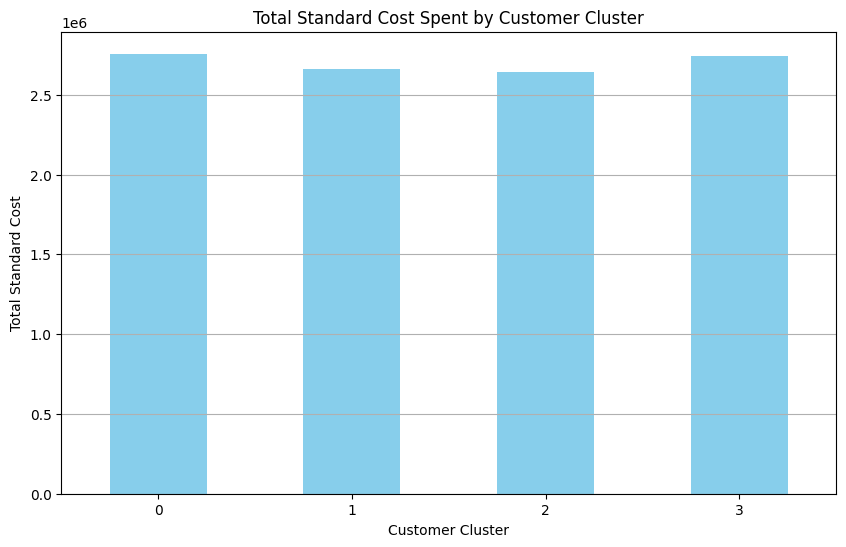 Total Standard Cost Spent by Customer Cluster
1e6
2.5
2.0
1.5
1.0
0.5
0.0
Total Standard Cost
0 1 2 3
Customer Cluster